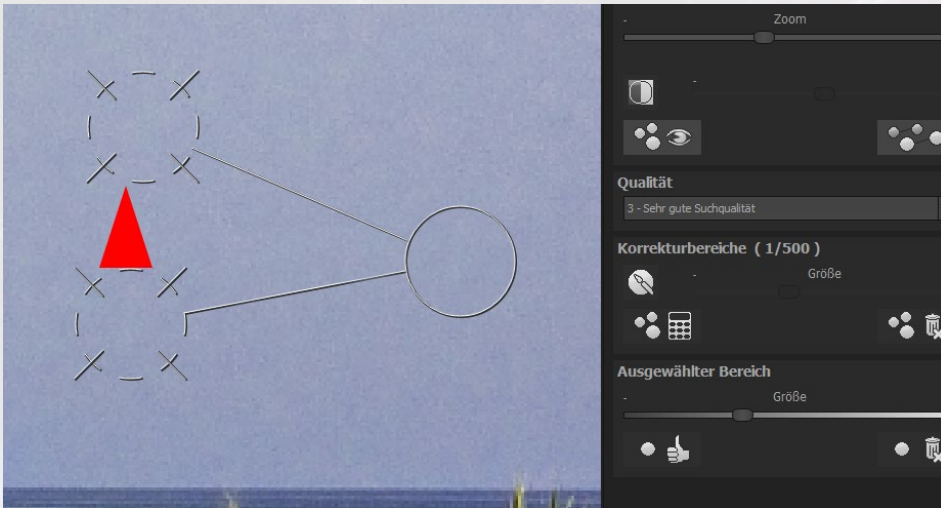 Zoom
Qualität
3 - Sehr gute Suchqualität
Korrekturbereiche ( 1/500 )
Größe
Ausgewählter Bereich
Größe